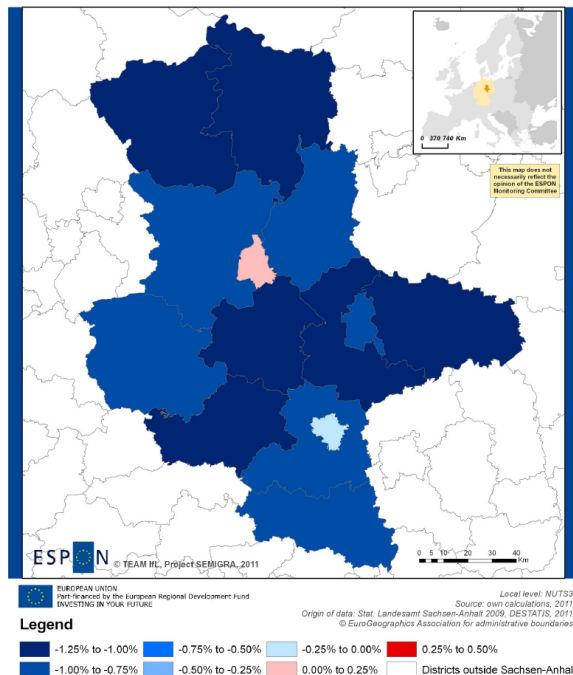 0 370 740 Km
This map does not
necessarily reflect the
opinion of the ESPON
Monitoring Committee
ESPON © TEAM IfL, Project SEMIGRA, 2011
0 5 10 20 30 40
Km
EUROPEAN UNION
Part-financed by the European Regional Development Fund
INVESTING IN YOUR FUTURE
Local level: NUTS3
Source: own calculations, 2011
Origin of data: Stat. Landesamt Sachsen-Anhalt 2009, DESTATIS, 2011
© EuroGeographics Association for administrative boundaries
Legend
-1.25% to -1.00% -0.75% to -0.50% -0.25% to 0.00% 0.25% to 0.50%
-1.00% to -0.75% -0.50% to -0.25% 0.00% to 0.25% Districts outside Sachsen-Anhal